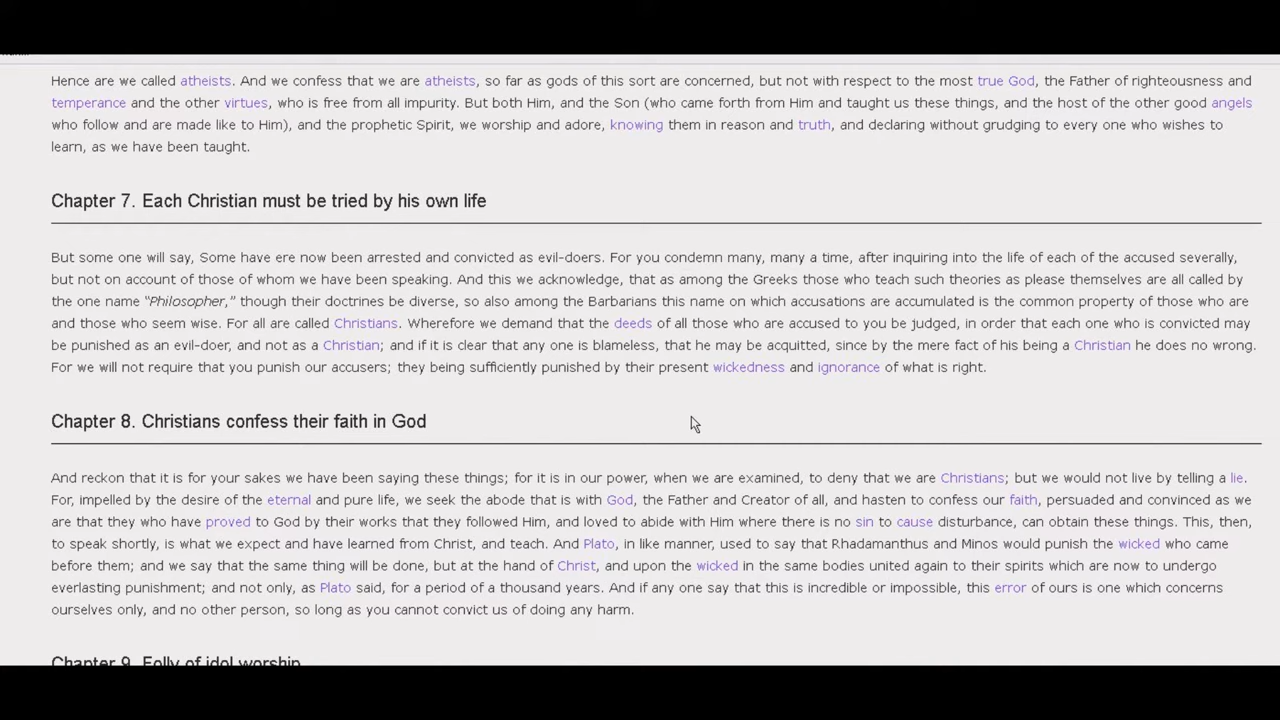 Hence are we called atheists. And we confess that we are atheists, so far as gods of this sort are concerned, but not with respect to the most true God, the Father of righteousness and
temperance and the other virtues, who is free from all impurity. But both Him, and the Son (who came forth from Him and taught us these things, and the host of the other good angels
who follow and are made like to Him), and the prophetic Spirit, we worship and adore, knowing them in reason and truth, and declaring without grudging to every one who wishes to
learn, as we have been taught.
Chapter 7. Each Christian must be tried by his own life
But some one will say, Some have ere now been arrested and convicted as evil-doers. For you condemn many, many a time, after inquiring into the life of each of the accused severally,
but not on account of those of whom we have been speaking. And this we acknowledge, that as among the Greeks those who teach such theories as please themselves are all called by
the one name “Philosopher,” though their doctrines be diverse, so also among the Barbarians this name on which accusations are accumulated is the common property of those who are
and those who seem wise. For all are called Christians. Wherefore we demand that the deeds of all those who are accused to you be judged, in order that each one who is convicted may
be punished as an evil-doer, and not as a Christian; and if it is clear that any one is blameless, that he may be acquitted, since by the mere fact of his being a Christian he does no wrong.
For we will not require that you punish our accusers; they being sufficiently punished by their present wickedness and ignorance of what is right.
Chapter 8. Christians confess their faith in God
And reckon that it is for your sakes we have been saying these things; for it is in our power, when we are examined, to deny that we are Christians; but we would not live by telling a lie.
For, impelled by the desire of the eternal and pure life, we seek the abode that is with God, the Father and Creator of all, and hasten to confess our faith, persuaded and convinced as we
are that they who have proved to God by their works that they followed Him, and loved to abide with Him where there is no sin to cause disturbance, can obtain these things. This, then,
to speak shortly, is what we expect and have learned from Christ, and teach. And Plato, in like manner, used to say that Rhadamanthus and Minos would punish the wicked who came
before them; and we say that the same thing will be done, but at the hand of Christ, and upon the wicked in the same bodies united again to their spirits which are now to undergo
everlasting punishment; and not only, as Plato said, for a period of a thousand years. And if any one say that this is incredible or impossible, this error of ours is one which concerns
ourselves only, and no other person, so long as you cannot convict us of doing any harm.
Chapter 9. Folly of idol worship